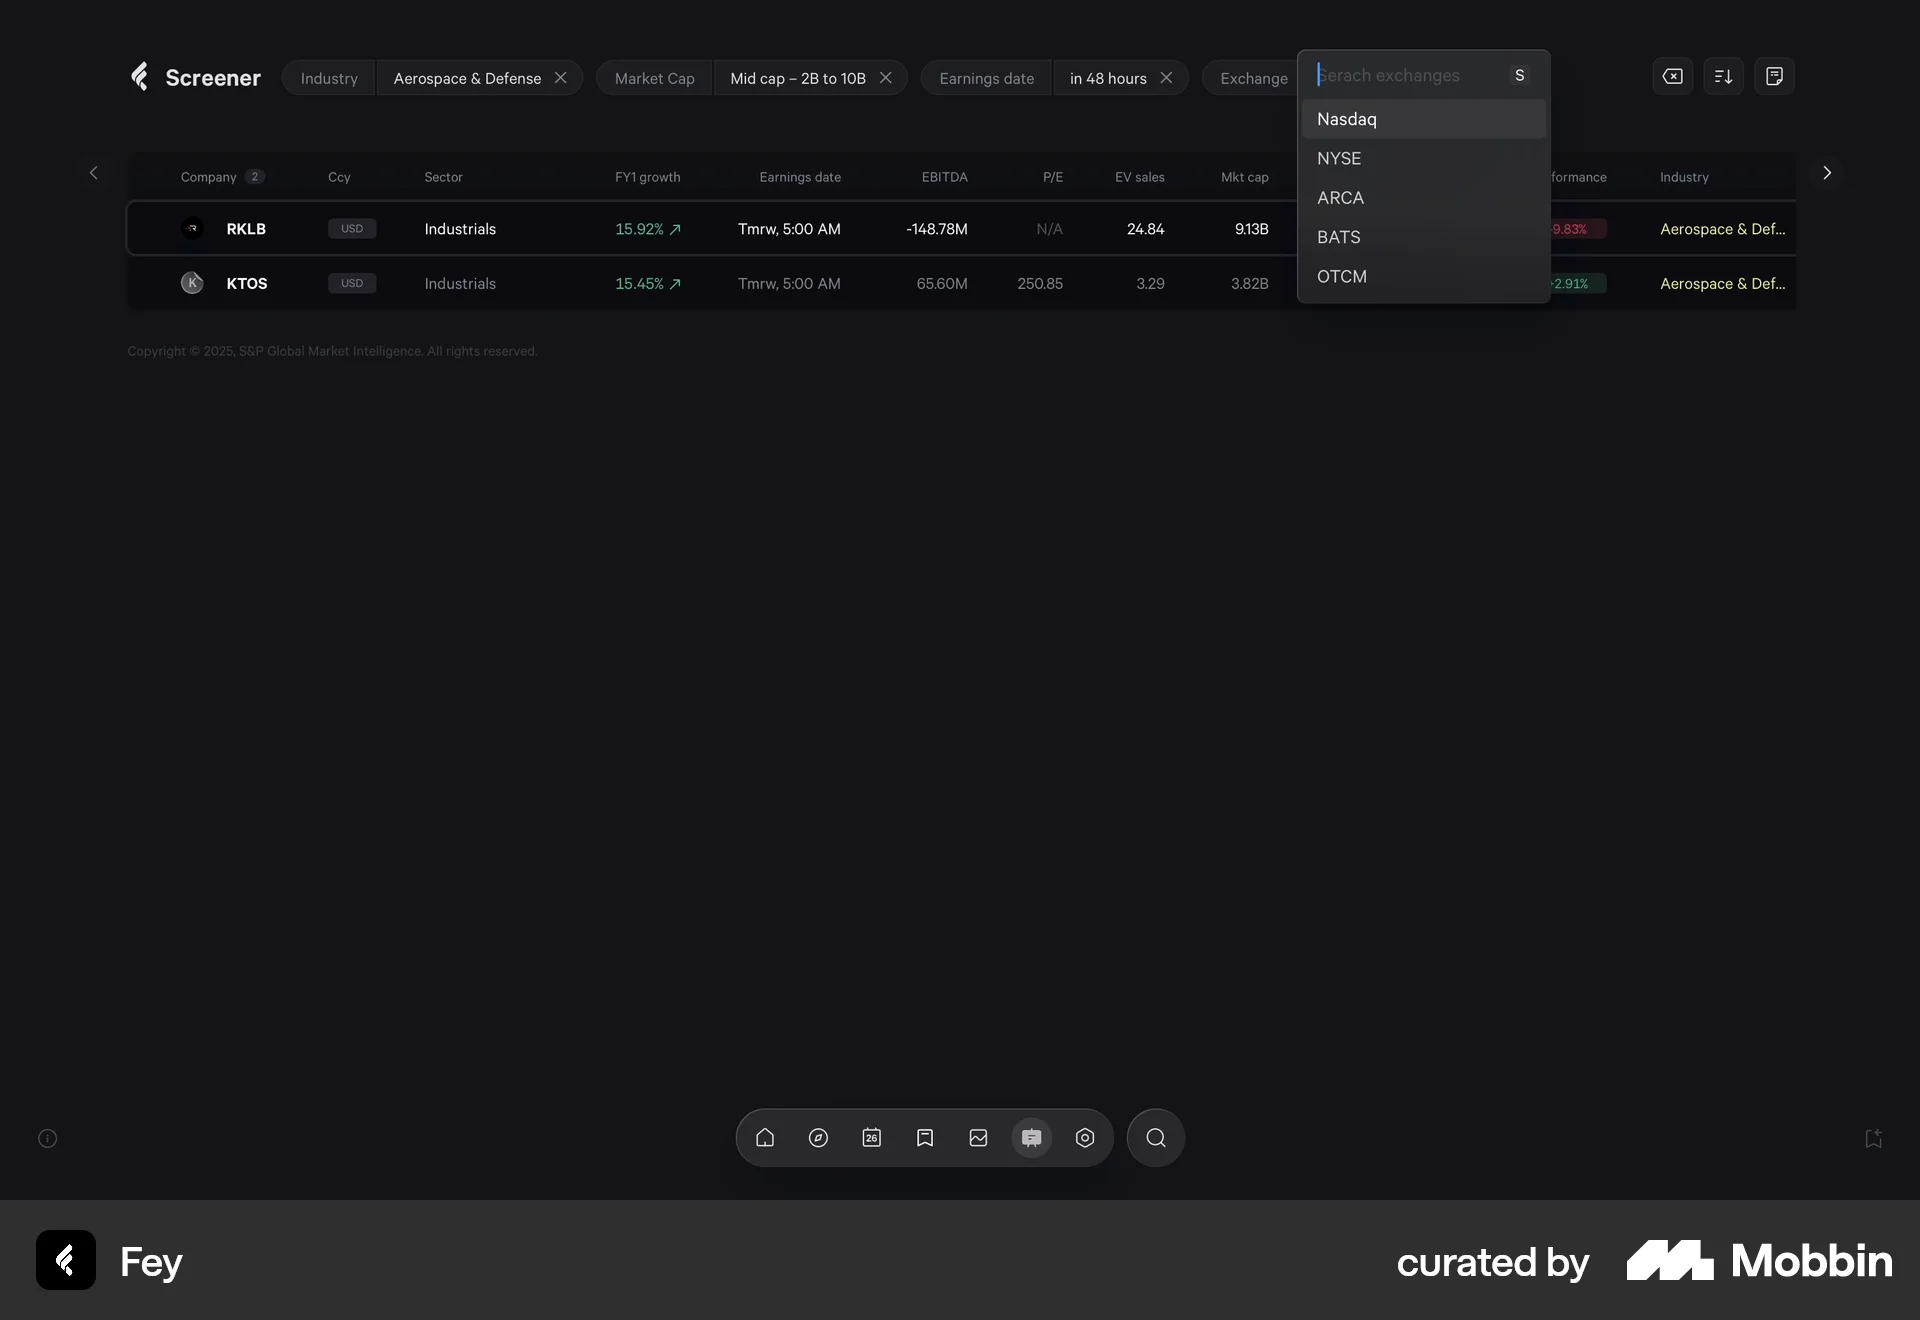 Screener
Industry Aerospace & Defense
Market Cap Mid cap – 2B to 10B
Earnings date in 48 hours
Exchange
Serach exchanges S
Nasdaq
NYSE
ARCA
BATS
OTCM
Company 2 Ccy Sector FY1 growth Earnings date EBITDA P/E EV sales Mkt cap formance Industry
RKLB USD Industrials 15.92% Tmrw, 5:00 AM -148.78M N/A 24.84 9.13B 9.83% Aerospace & Def...
K KTOS USD Industrials 15.45% Tmrw, 5:00 AM 65.60M 250.85 3.29 3.82B 2.91% Aerospace & Def...
Copyright © 2025, S&P Global Market Intelligence. All rights reserved.
26
Fey
curated by Mobbin